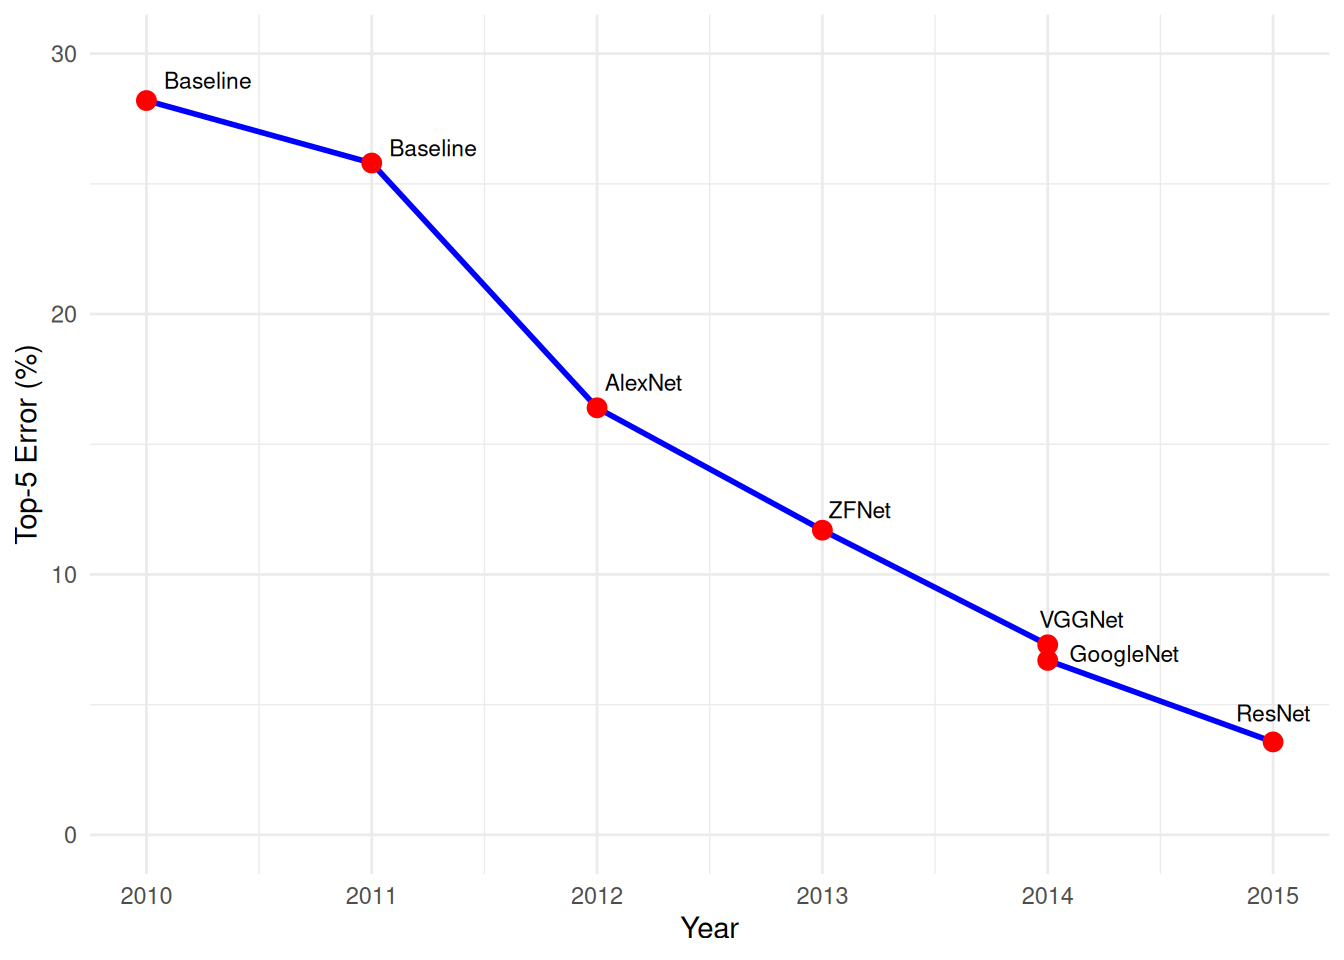 30
Baseline
Baseline
20
Top-5 Error (%)
AlexNet
ZFNet
10
VGGNet
GoogleNet
ResNet
0
2010 2011 2012 2013 2014 2015
Year